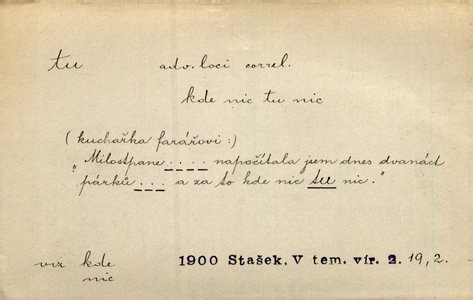 tu adv. loci correl.
kde nic tu nic
(kuchařka farářovi:)
"Milostpane .... napočítala jsem dnes dvanáct
párků ... a za to kde nic tu nic."
viz kde 1900 Stašek, V tem. vír. 2. 19, 2.
nic